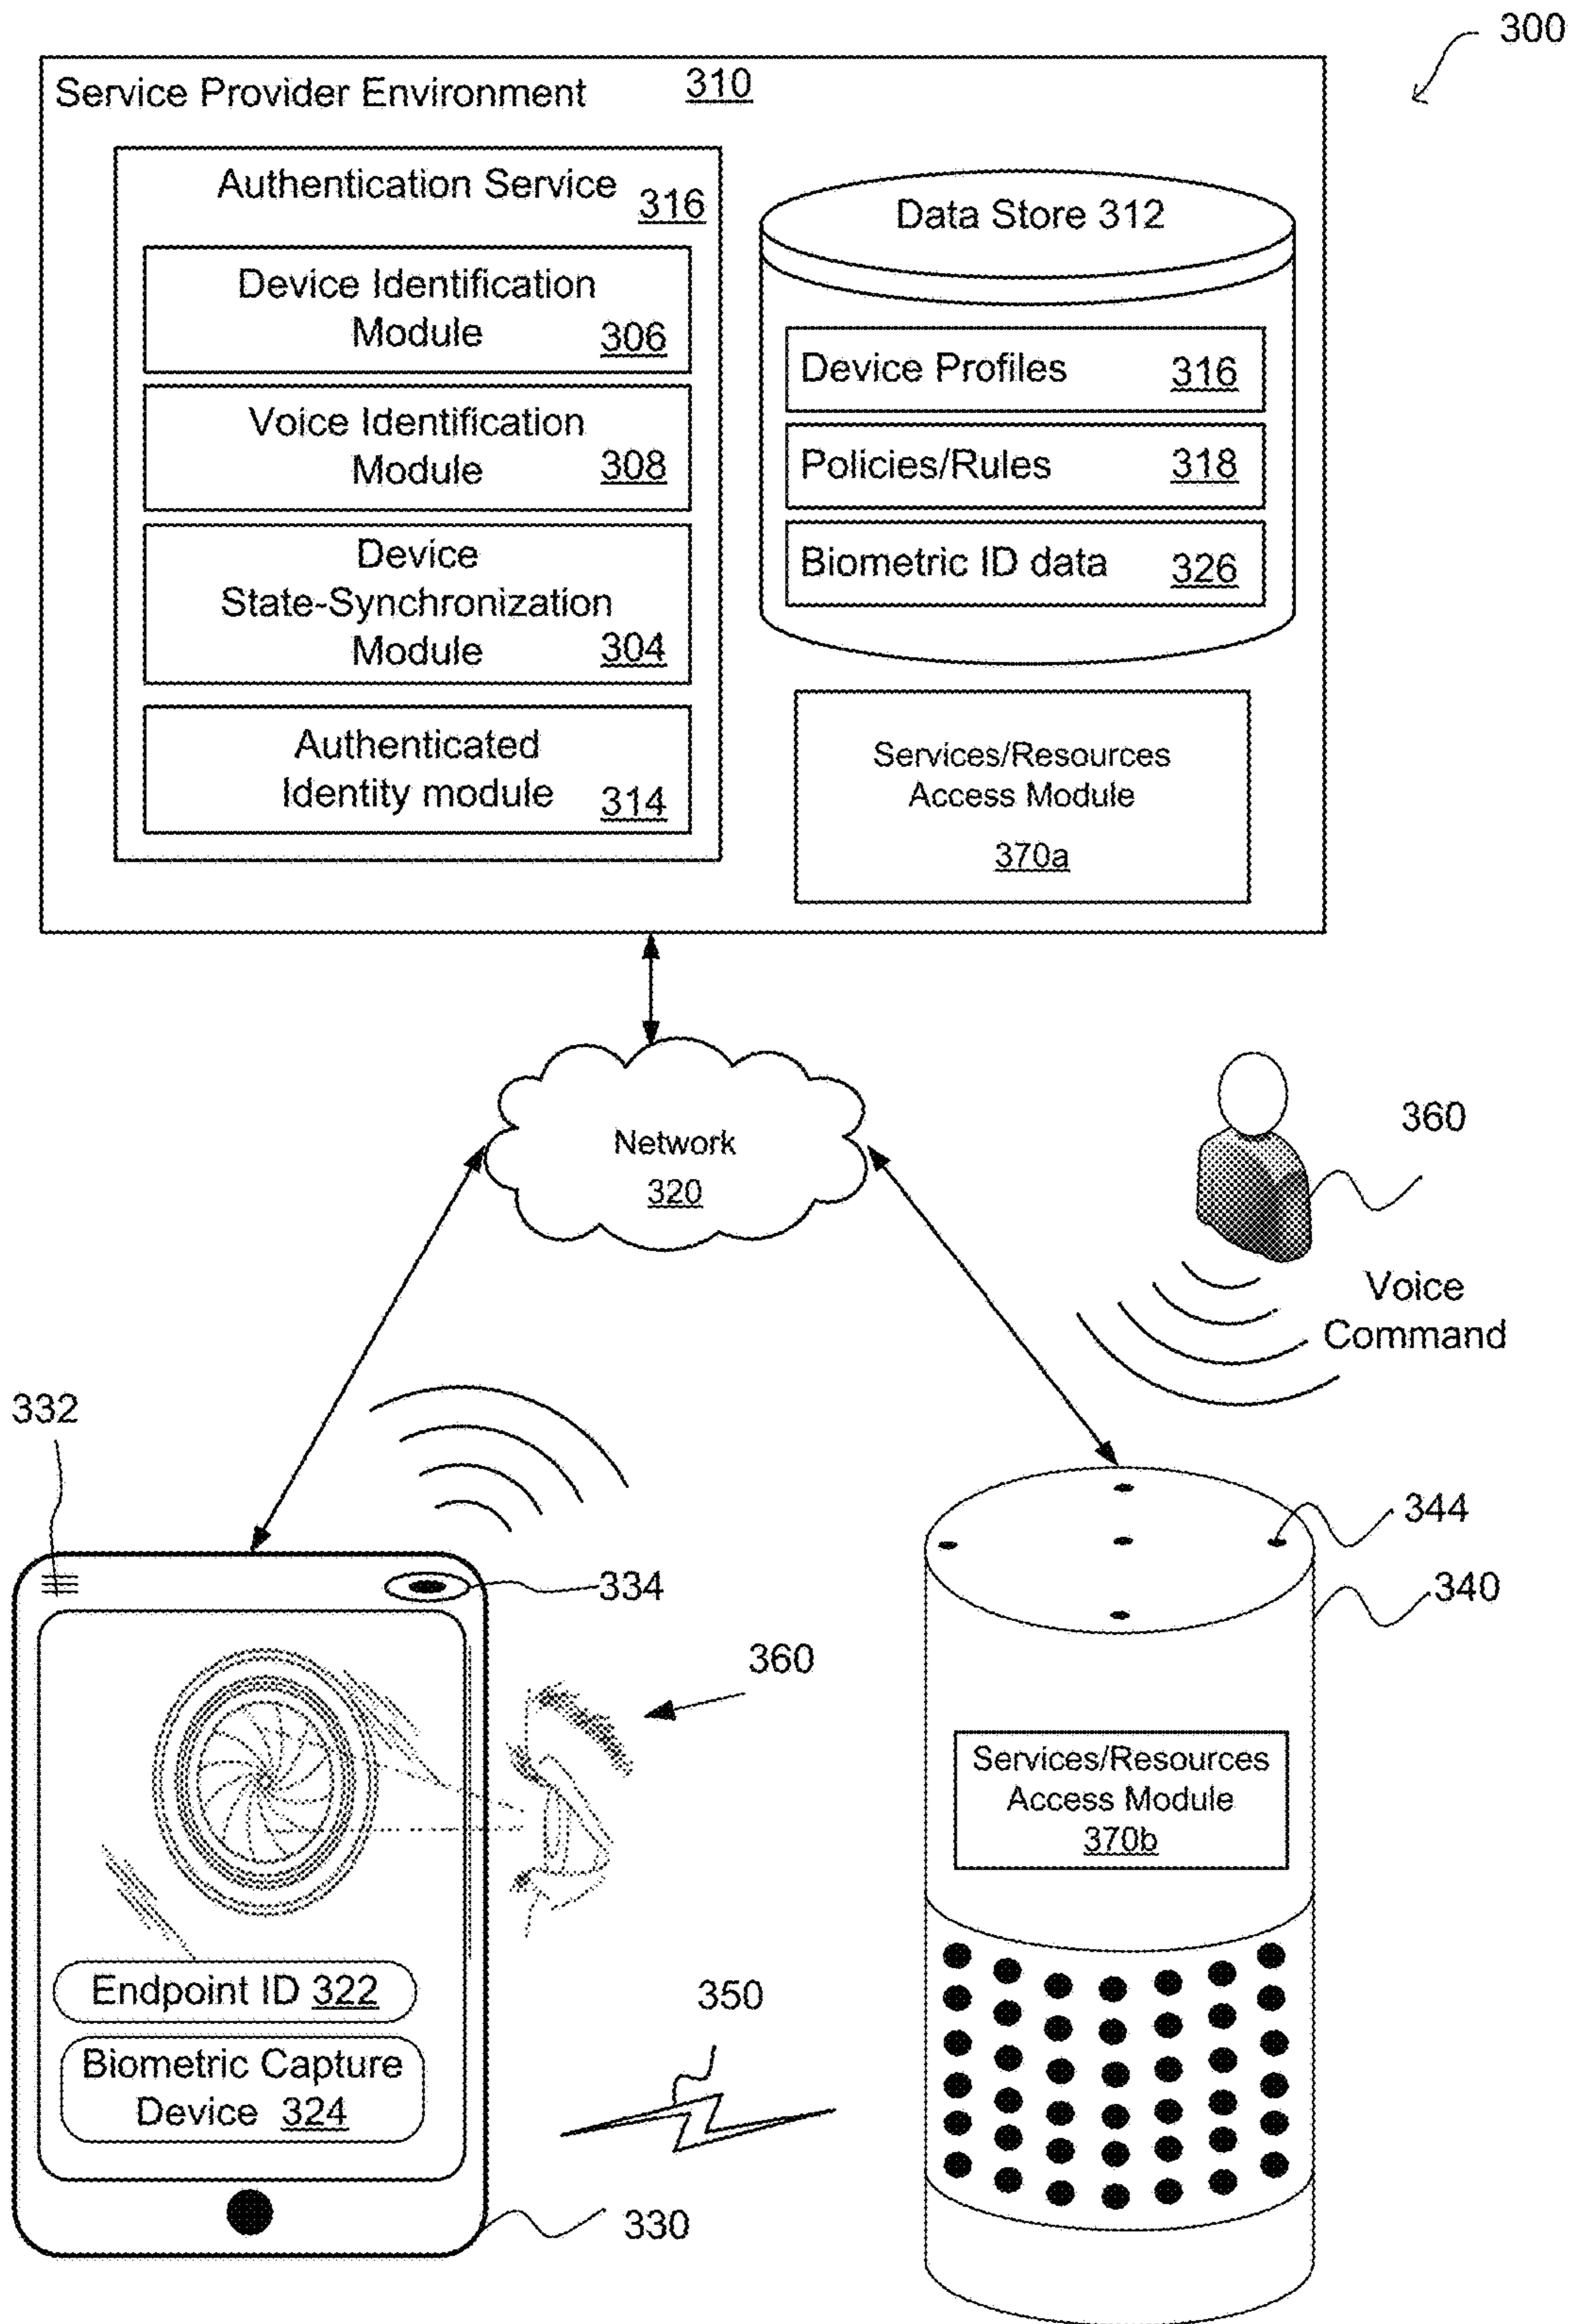 300
Service Provider Environment 310
Authentication Service 316
Device Identification
Module 306
Voice Identification
Module 308
Device
State-Synchronization
Module 304
Authenticated
Identity module 314
Data Store 312
Device Profiles 316
Policies/Rules 318
Biometric ID data 326
Services/Resources
Access Module
370a
Network
320
360
Voice
Command
332
334
360
344
340
Services/Resources
Access Module
370b
Endpoint ID 322
Biometric Capture
Device 324
350
330